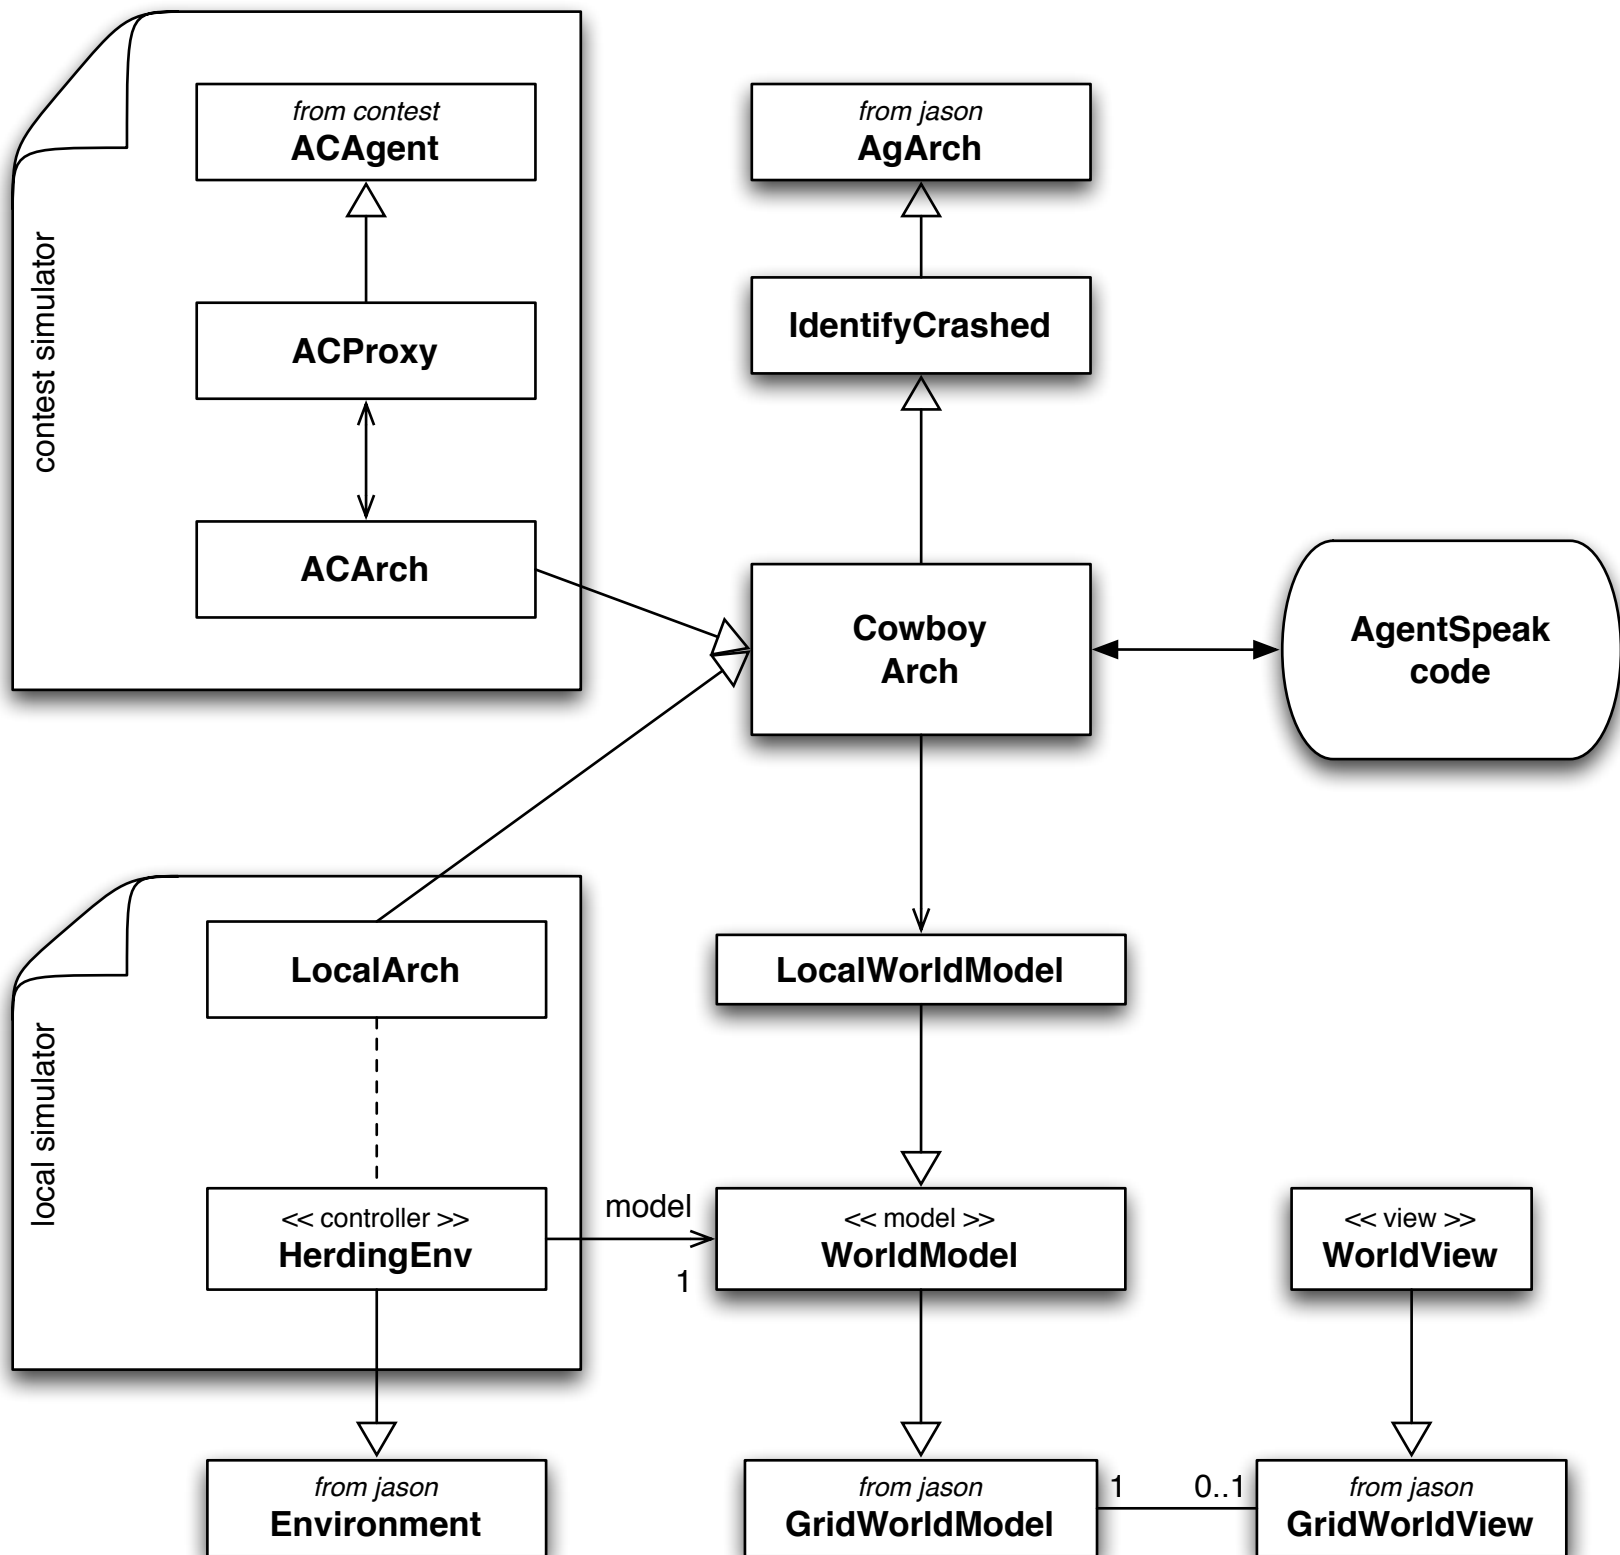 contest simulator
from contest
ACAgent
ACProxy
ACArch
from jason
AgArch
IdentifyCrashed
Cowboy
Arch
AgentSpeak
code
local simulator
LocalArch
LocalWorldModel
<< controller >>
HerdingEnv
model
1
<< model >>
WorldModel
<< view >>
WorldView
from jason
Environment
from jason
GridWorldModel
1
0..1
from jason
GridWorldView